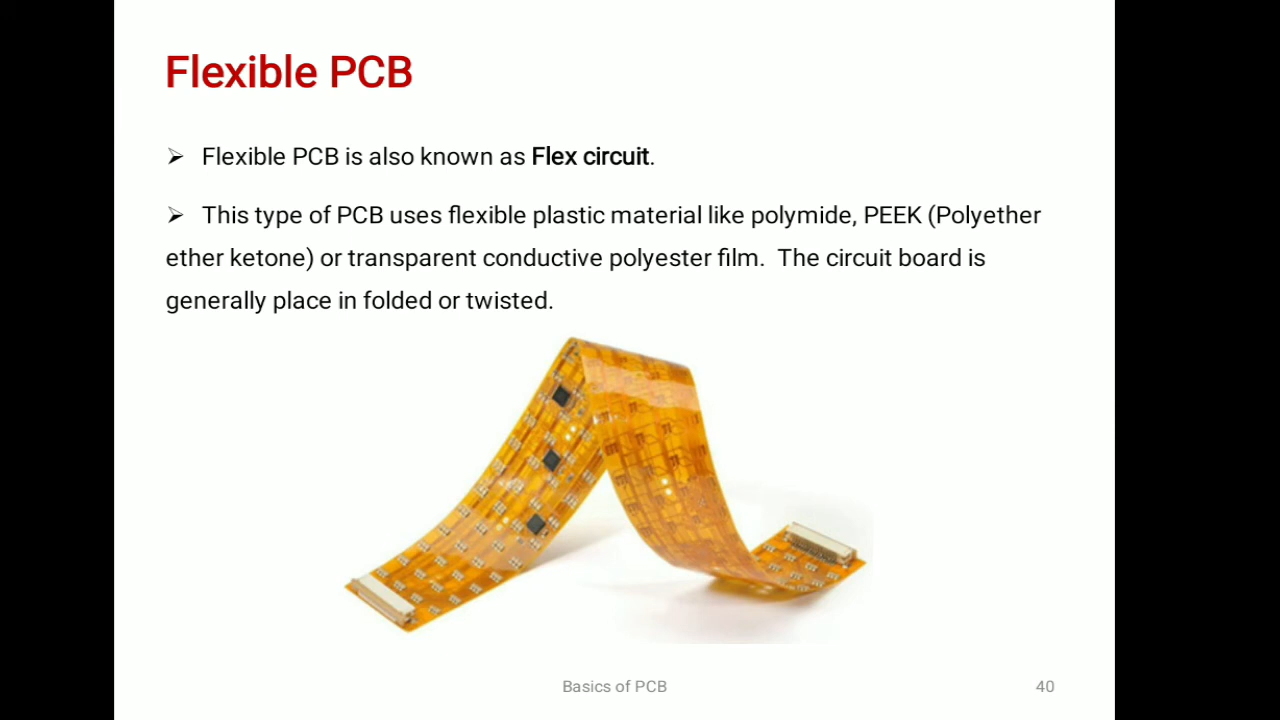 Flexible PCB
➢ Flexible PCB is also known as Flex circuit.
➢ This type of PCB uses flexible plastic material like polymide, PEEK (Polyether
ether ketone) or transparent conductive polyester film.  The circuit board is
generally place in folded or twisted.
Basics of PCB
40